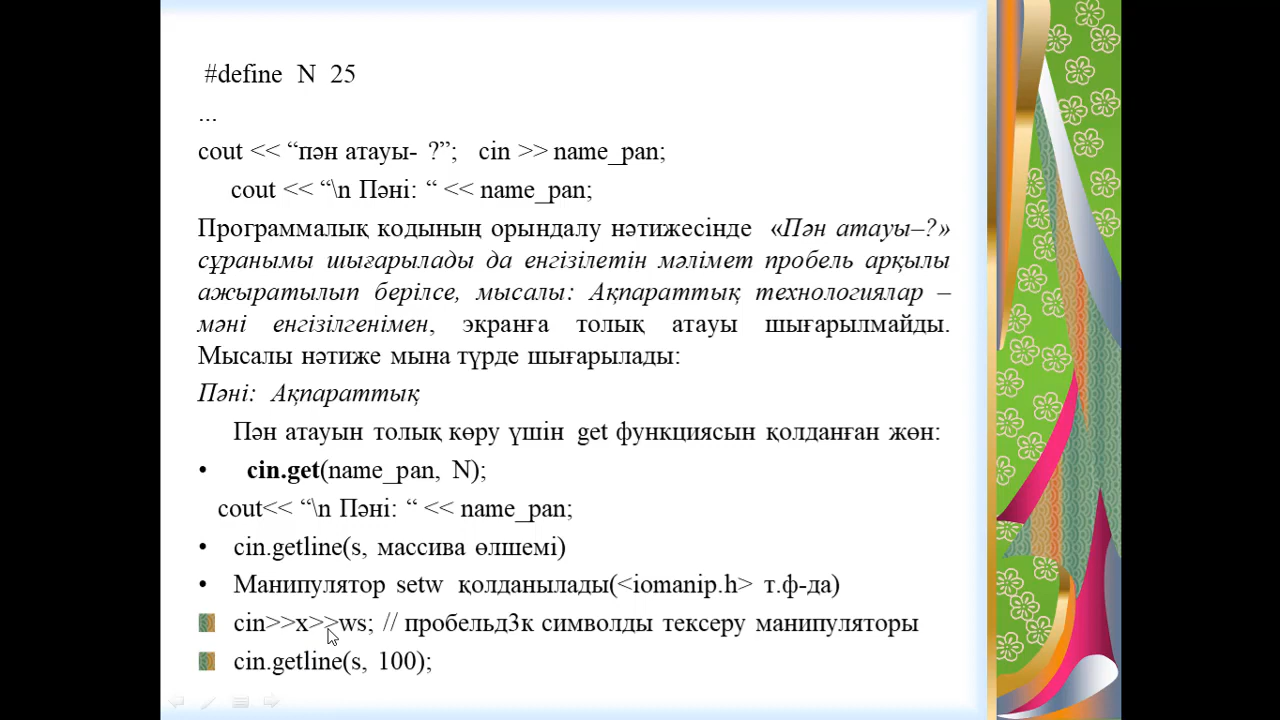 #define N 25
...
cout << “пән атауы- ?”; cin >> name_pan;
cout << “\n Пәні: “ << name_pan;
Программалық кодының орындалу нәтижесінде «Пән атауы–?»
сұранымы шығарылады да енгізілетін мәлімет пробель арқылы
ажыратылып берілсе, мысалы: Ақпараттық технологиялар –
мәні енгізілгенімен, экранға толық атауы шығарылмайды.
Мысалы нәтиже мына түрде шығарылады:
Пәні: Ақпараттық
Пән атауын толық көру үшін get функциясын қолданған жөн:
• cin.get(name_pan, N);
cout<< “\n Пәні: “ << name_pan;
• cin.getline(s, массива өлшемі)
• Манипулятор setw қолданылады(<iomanip.h> т.ф-да)
cin>>x>>ws; // пробельд3к символды тексеру манипуляторы
cin.getline(s, 100);